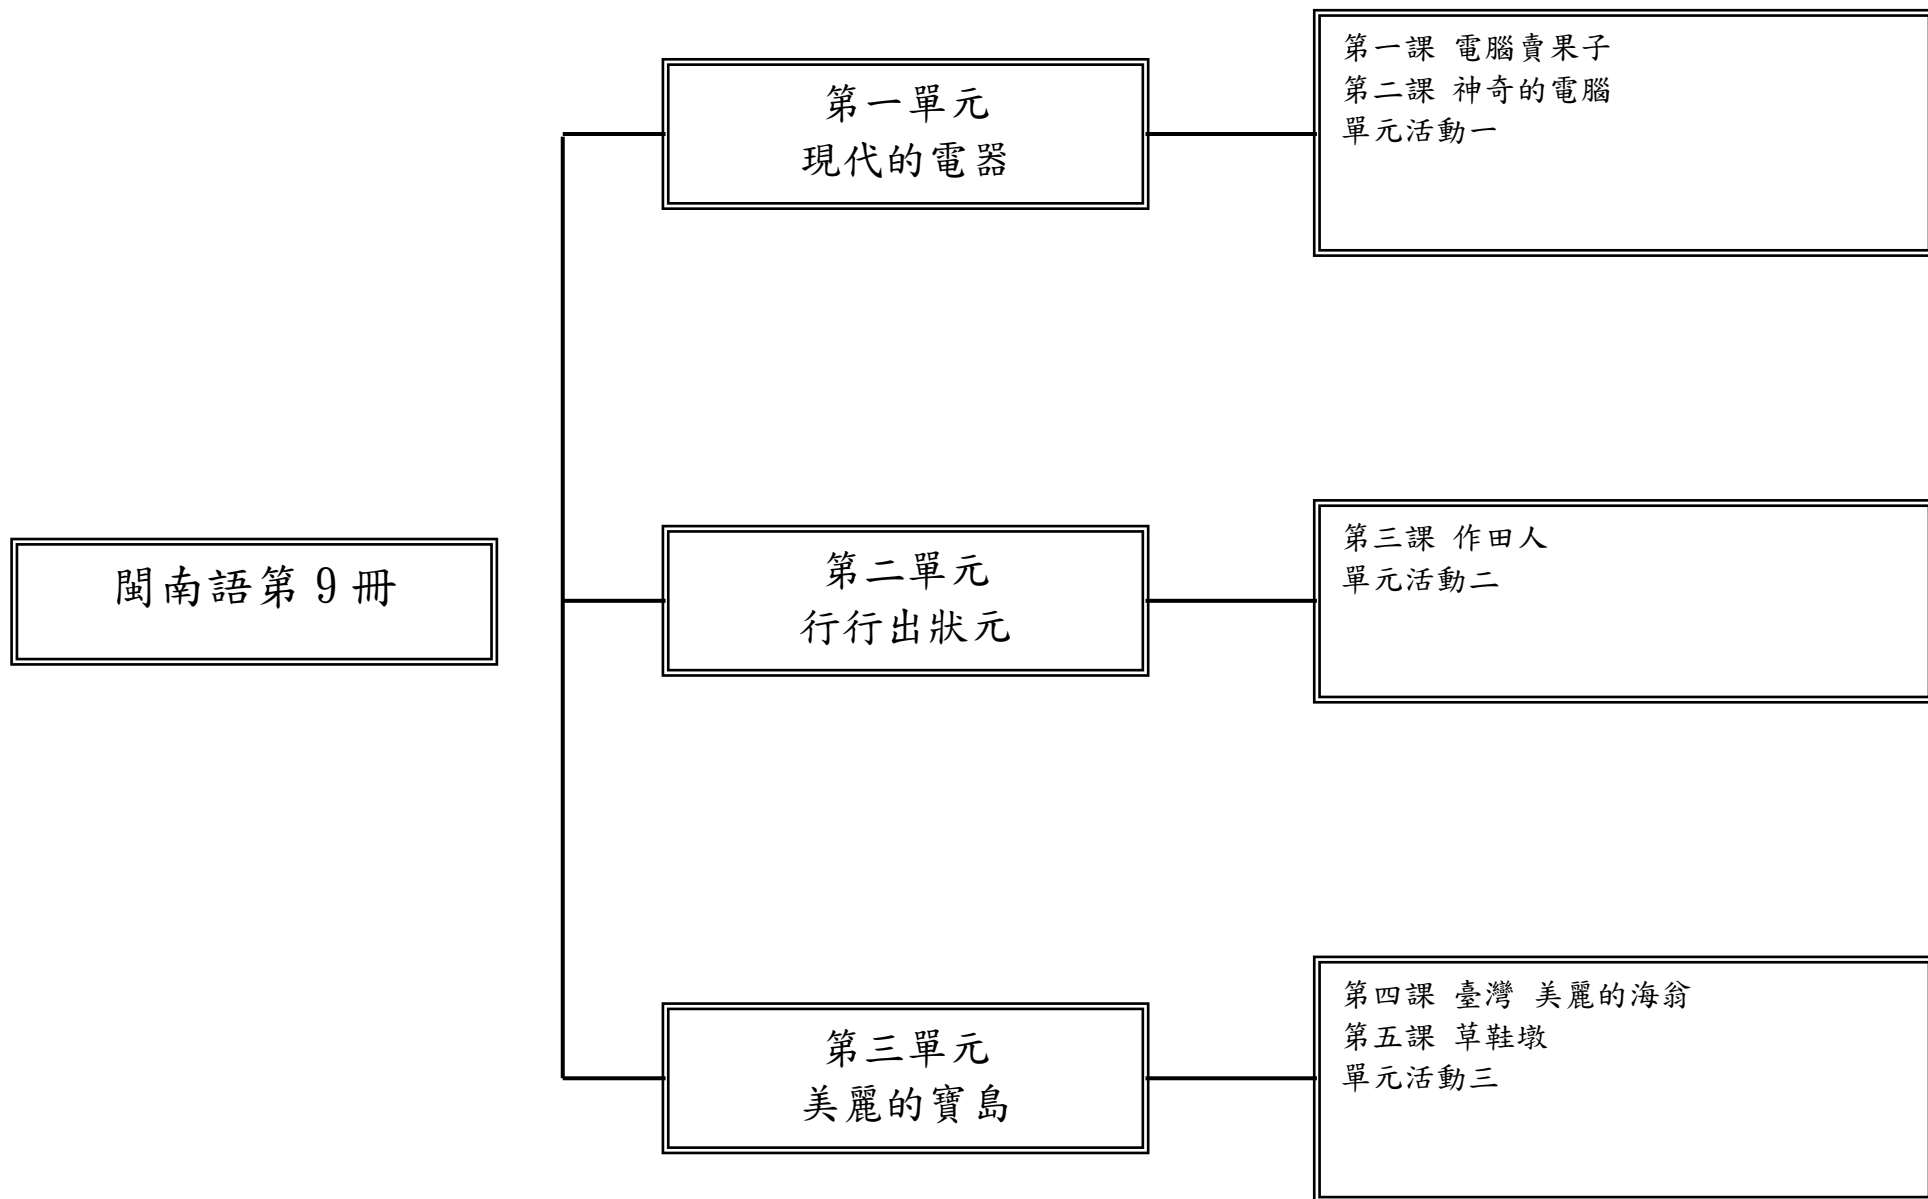 閩南語第 9 冊
第一單元
現代的電器
第一課 電腦賣果子
第二課 神奇的電腦
單元活動一
第二單元
行行出狀元
第三課 作田人
單元活動二
第三單元
美麗的寶島
第四課 臺灣 美麗的海翁
第五課 草鞋墩
單元活動三